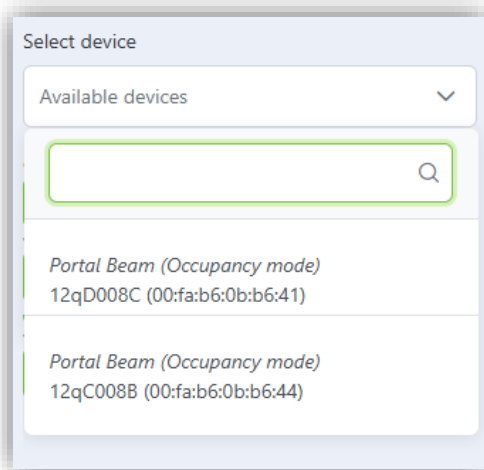 Select device
Available devices
Portal Beam (Occupancy mode)
12qD008C (00:fa:b6:0b:b6:41)
Portal Beam (Occupancy mode)
12qC008B (00:fa:b6:0b:b6:44)